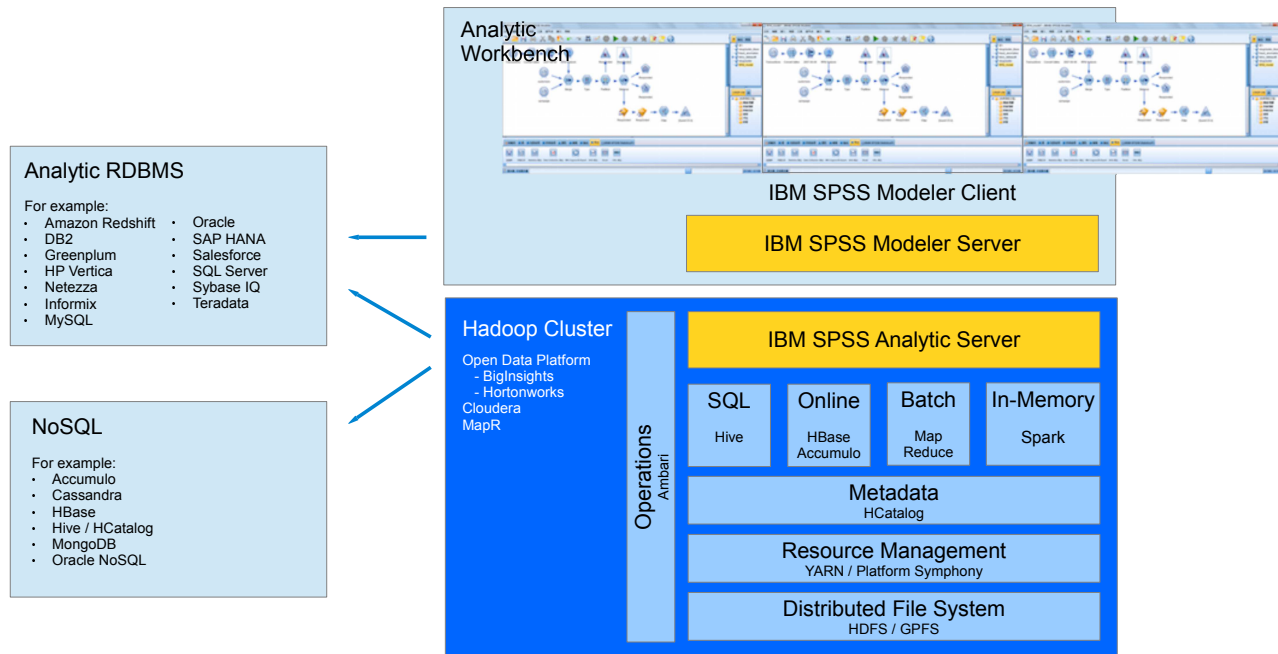 Analytic
Workbench
IBM SPSS Modeler Client
IBM SPSS Modeler Server
Analytic RDBMS
For example:
• Amazon Redshift
• DB2
• Greenplum
• HP Vertica
• Netezza
• Informix
• MySQL
• Oracle
• SAP HANA
• Salesforce
• SQL Server
• Sybase IQ
• Teradata
NoSQL
For example:
• Accumulo
• Cassandra
• HBase
• Hive / HCatalog
• MongoDB
• Oracle NoSQL
Hadoop Cluster
Open Data Platform
- BigInsights
- Hortonworks
Cloudera
MapR
Operations
Ambari
IBM SPSS Analytic Server
SQL
Hive
Online
HBase
Accumulo
Batch
Map
Reduce
In-Memory
Spark
Metadata
HCatalog
Resource Management
YARN / Platform Symphony
Distributed File System
HDFS / GPFS